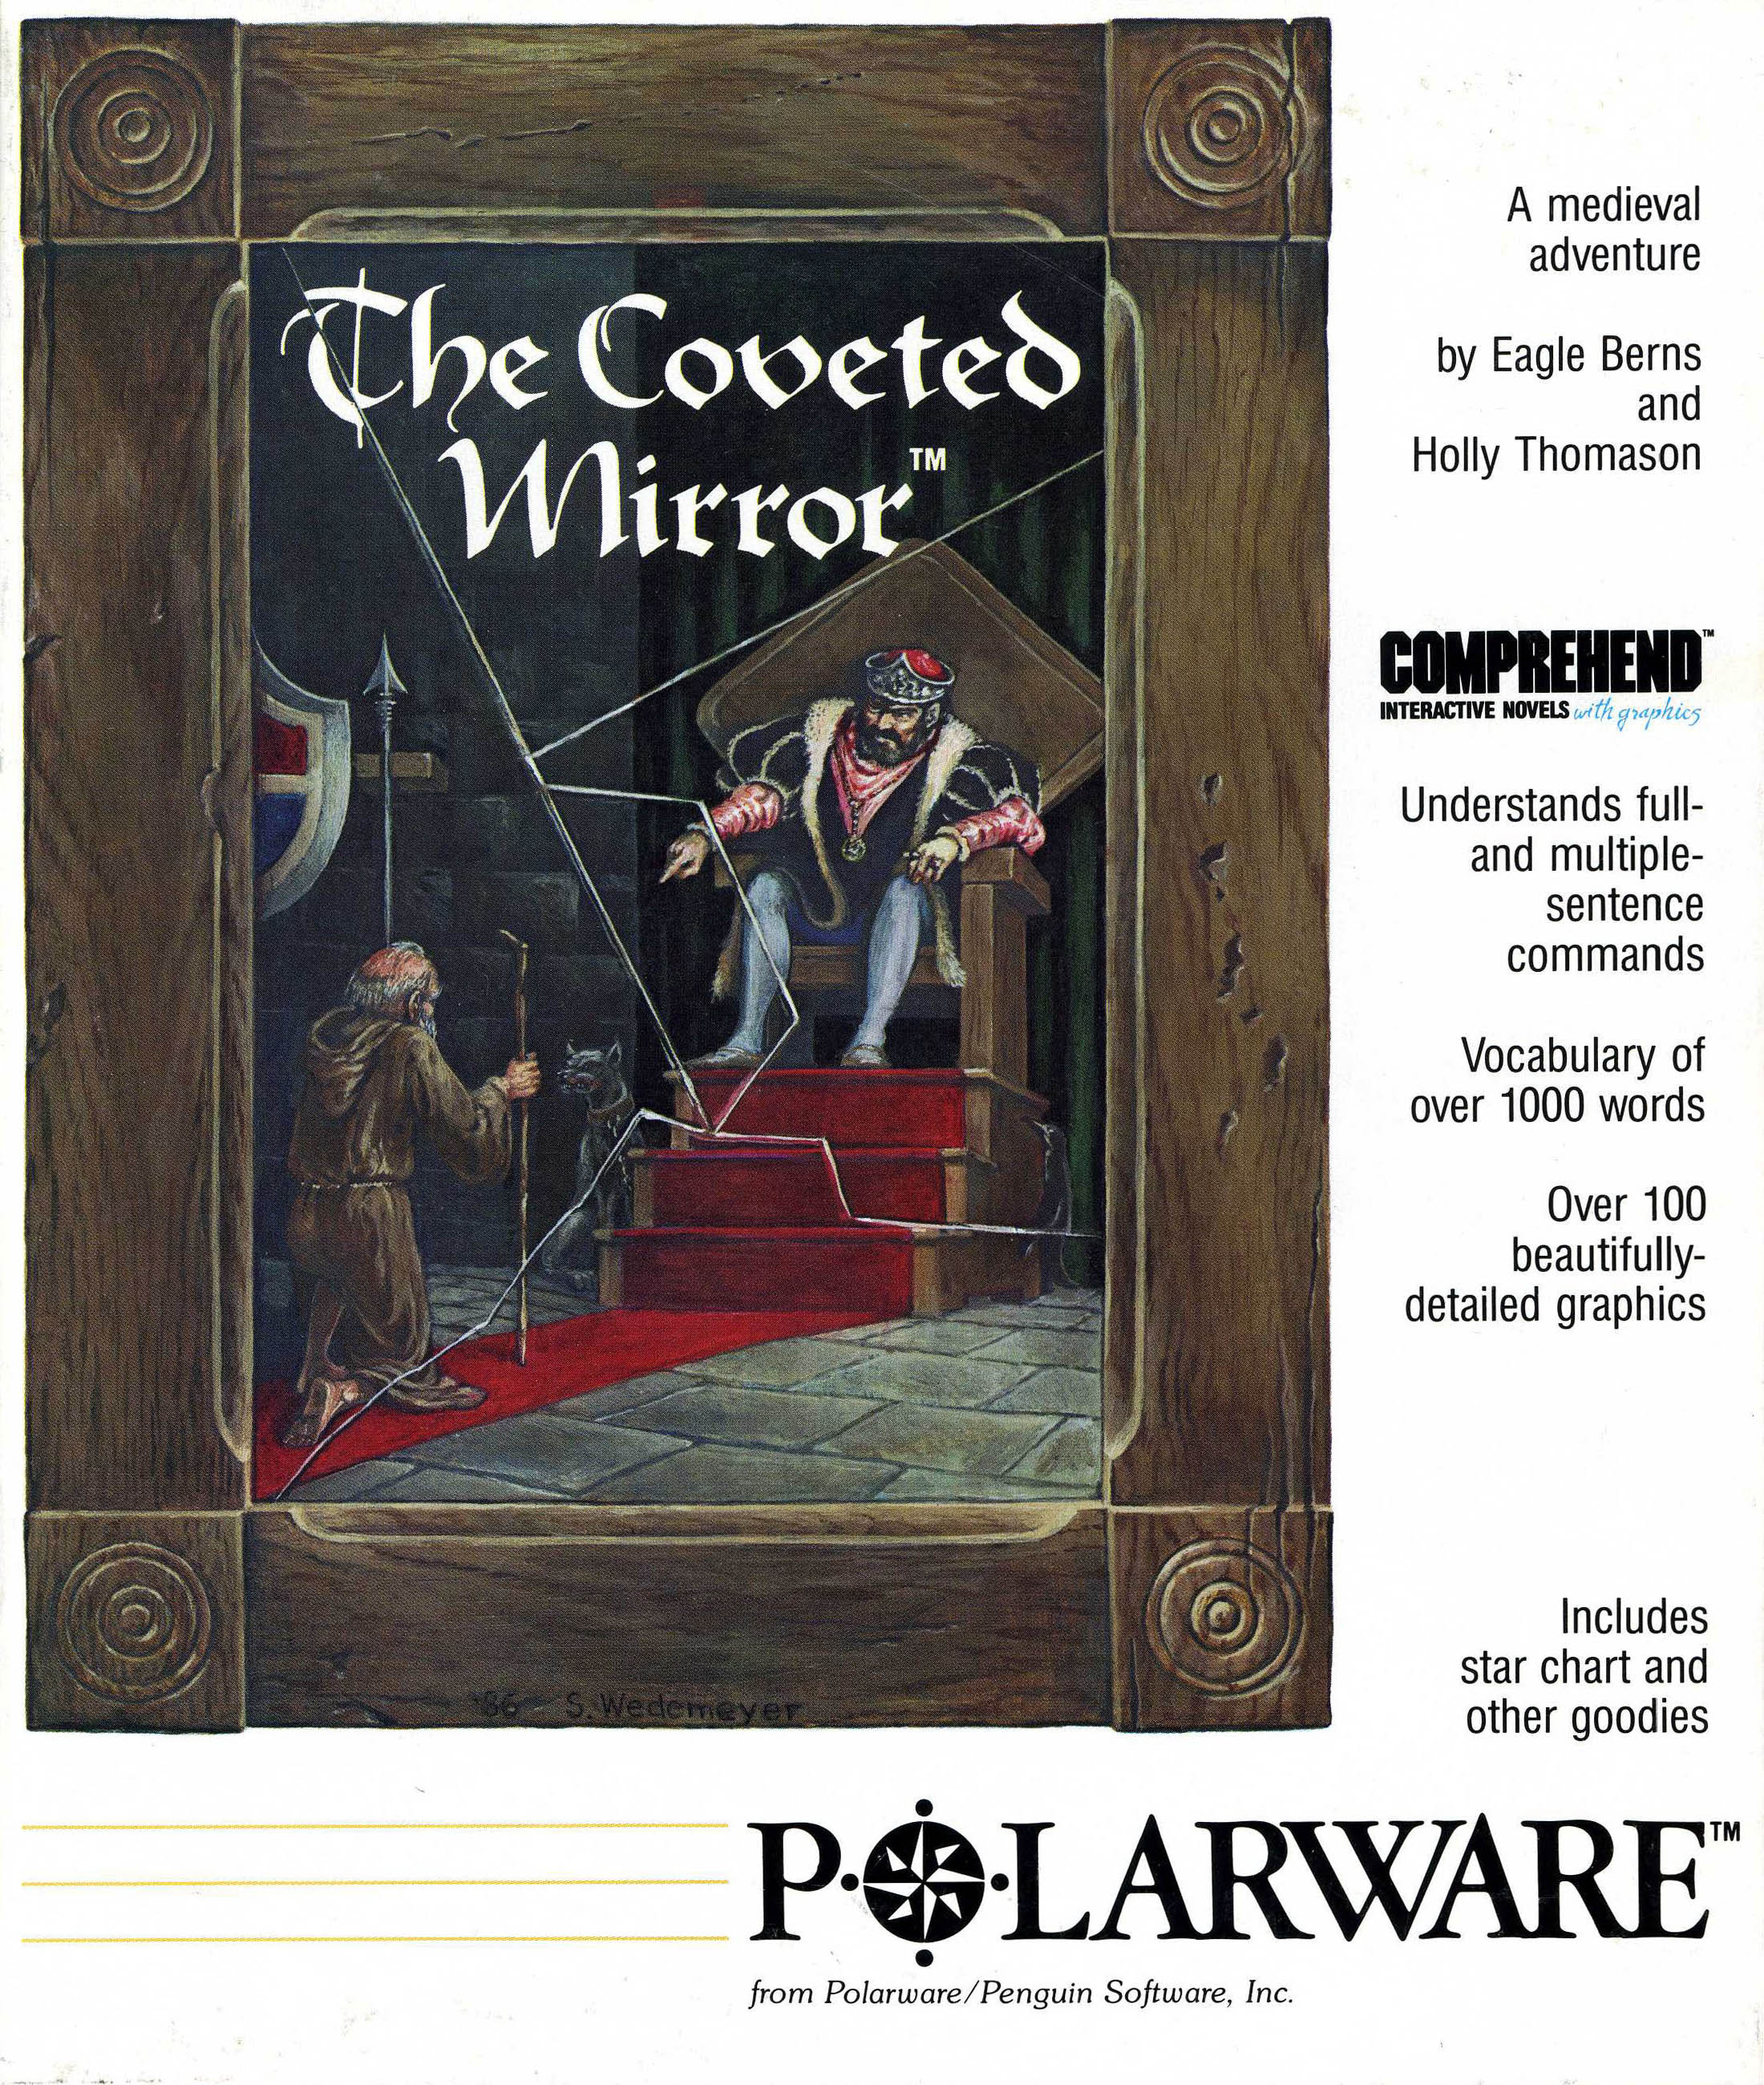 The Coveted
Mirror™
A medieval
adventure
by Eagle Berns
and
Holly Thomason
COMPREHEND™
INTERACTIVE NOVELS with graphics
Understands full-
and multiple-
sentence
commands
Vocabulary of
over 1000 words
Over 100
beautifully-
detailed graphics
Includes
star chart and
other goodies
'86 S. Wedemeyer
P·O·LARWARE™
from Polarware/Penguin Software, Inc.